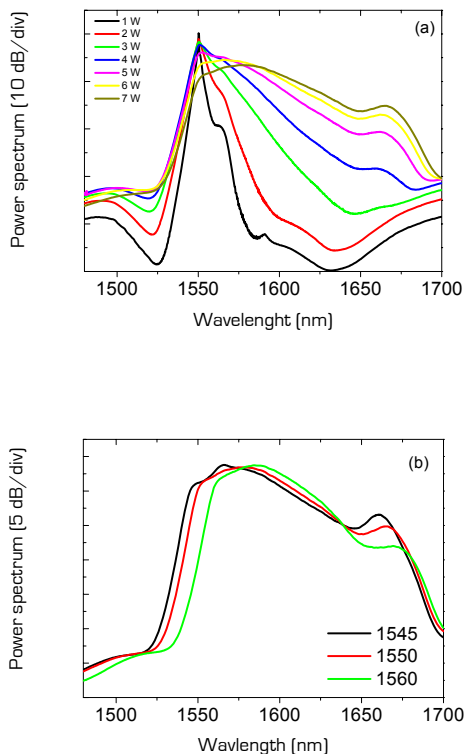 (a)
1 W
2 W
3 W
4 W
5 W
6 W
7 W
Power spectrum [10 dB/ div]
1500 1550 1600 1650 1700
Wavelenght [nm]
(b)
1545
1550
1560
Power spectrum [5 dB/ div]
1500 1550 1600 1650 1700
Wavlength [nm]